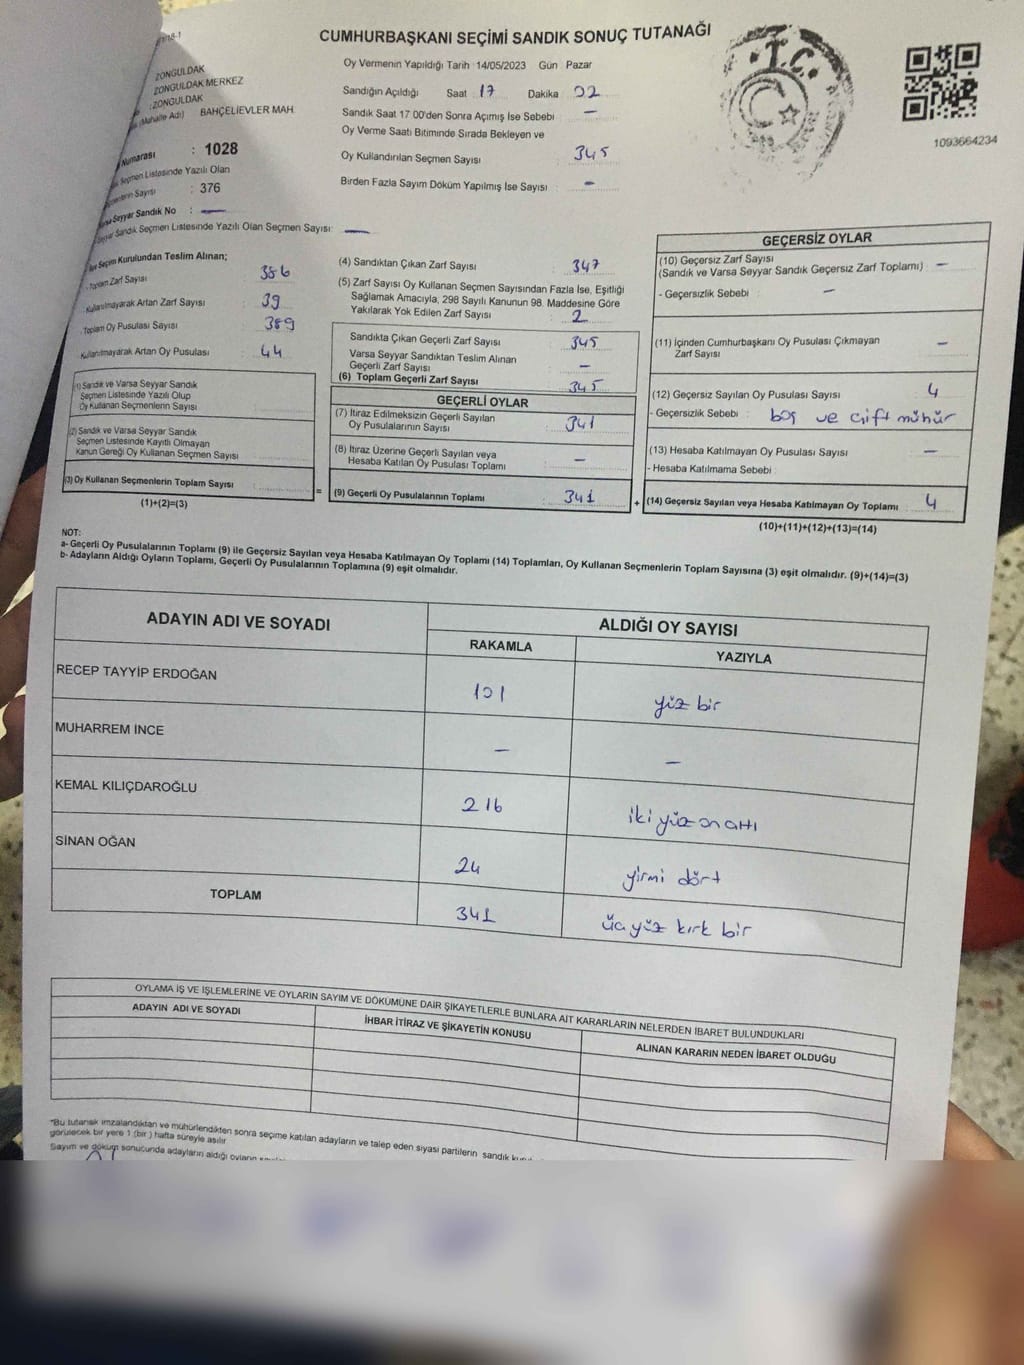 CUMHURBAŞKANI SEÇİMİ SANDIK SONUÇ TUTANAĞI
ZONGULDAK
ZONGULDAK MERKEZ
ZONGULDAK
(Mahalle Adı) BAHÇELİEVLER MAH.
Numarası : 1028
Seçmen Listesinde Yazılı Olan
Sayısı : 376
Varsa Seyyar Sandık No : —
Seyyar Sandık Seçmen Listesinde Yazılı Olan Seçmen Sayısı: —
Oy Vermenin Yapıldığı Tarih : 14/05/2023 Gün Pazar
Sandığın Açıldığı Saat 17 Dakika 02
Sandık Saat 17 00'den Sonra Açımış İse Sebebi : —
Oy Verme Saati Bitiminde Sırada Bekleyen ve
Oy Kullandırılan Seçmen Sayısı : 345
Birden Fazla Sayım Döküm Yapılmış İse Sayısı : —
T.C.
1093664234
İlçe Seçim Kurulundan Teslim Alınan;
Toplam Zarf Sayısı : 386
Kullanılmayarak Artan Zarf Sayısı : 39
Toplam Oy Pusulası Sayısı : 389
Kullanılmayarak Artan Oy Pusulası : 44
(1) Sandık ve Varsa Seyyar Sandık
Seçmen Listesinde Yazılı Olup
Oy Kullanan Seçmenlerin Sayısı :
(2) Sandık ve Varsa Seyyar Sandık
Seçmen Listesinde Kayıtlı Olmayan
Kanun Gereği Oy Kullanan Seçmen Sayısı :
(3) Oy Kullanan Seçmenlerin Toplam Sayısı :
(1)+(2)=(3)
=
(4) Sandıktan Çıkan Zarf Sayısı : 347
(5) Zarf Sayısı Oy Kullanan Seçmen Sayısından Fazla İse, Eşitliği
Sağlamak Amacıyla, 298 Sayılı Kanunun 98. Maddesine Göre
Yakılarak Yok Edilen Zarf Sayısı : 2
Sandıkta Çıkan Geçerli Zarf Sayısı : 345
Varsa Seyyar Sandıktan Teslim Alınan
Geçerli Zarf Sayısı : —
(6) Toplam Geçerli Zarf Sayısı : 345
GEÇERLİ OYLAR
(7) İtiraz Edilmeksizin Geçerli Sayılan
Oy Pusulalarının Sayısı : 341
(8) İtiraz Üzerine Geçerli Sayılan veya
Hesaba Katılan Oy Pusulası Toplamı : —
(9) Geçerli Oy Pusulalarının Toplamı : 341
+
GEÇERSİZ OYLAR
(10) Geçersiz Zarf Sayısı
(Sandık ve Varsa Seyyar Sandık Geçersiz Zarf Toplamı) : —
- Geçersizlik Sebebi : —
(11) İçinden Cumhurbaşkanı Oy Pusulası Çıkmayan
Zarf Sayısı : —
(12) Geçersiz Sayılan Oy Pusulası Sayısı : 4
- Geçersizlik Sebebi : boş ve çift mühür
(13) Hesaba Katılmayan Oy Pusulası Sayısı : —
- Hesaba Katılmama Sebebi :
(14) Geçersiz Sayılan veya Hesaba Katılmayan Oy Toplamı : 4
(10)+(11)+(12)+(13)=(14)
NOT:
a- Geçerli Oy Pusulalarının Toplamı (9) ile Geçersiz Sayılan veya Hesaba Katılmayan Oy Toplamı (14) Toplamları, Oy Kullanan Seçmenlerin Toplam Sayısına (3) eşit olmalıdır. (9)+(14)=(3)
b- Adayların Aldığı Oyların Toplamı, Geçerli Oy Pusulalarının Toplamına (9) eşit olmalıdır.
ADAYIN ADI VE SOYADI
ALDIĞI OY SAYISI
RAKAMLA YAZIYLA
RECEP TAYYİP ERDOĞAN 101 yüz bir
MUHARREM İNCE — —
KEMAL KILIÇDAROĞLU 216 iki yüz on altı
SİNAN OĞAN 24 yirmi dört
TOPLAM 341 üçyüz kırk bir
OYLAMA İŞ VE İŞLEMLERİNE VE OYLARIN SAYIM VE DÖKÜMÜNE DAİR ŞİKAYETLERLE BUNLARA AİT KARARLARIN NELERDEN İBARET BULUNDUKLARI
ADAYIN ADI VE SOYADI İHBAR İTİRAZ VE ŞİKAYETİN KONUSU ALINAN KARARIN NEDEN İBARET OLDUĞU
*Bu tutanak imzalandıktan ve mühürlendikten sonra seçime katılan adayların ve talep eden siyasi partilerin sandık
görülecek bir yere 1 (bir ) hafta süreyle asılır
Sayım ve döküm sonucunda adayların aldığı oyların